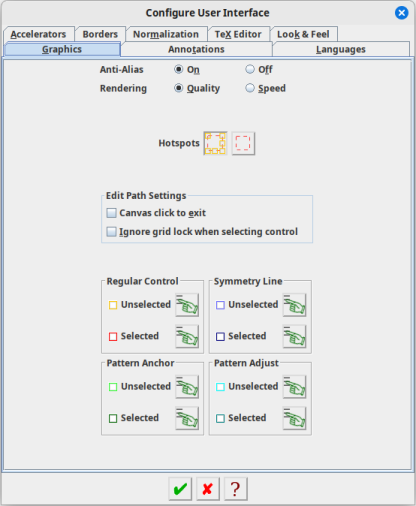 Configure User Interface
Accelerators Borders Normalization TeX Editor Look & Feel
Graphics Annotations Languages
Anti-Alias On Off
Rendering Quality Speed
Hotspots
Edit Path Settings
Canvas click to exit
Ignore grid lock when selecting control
Regular Control Symmetry Line
Unselected Unselected
Selected Selected
Pattern Anchor Pattern Adjust
Unselected Unselected
Selected Selected
?